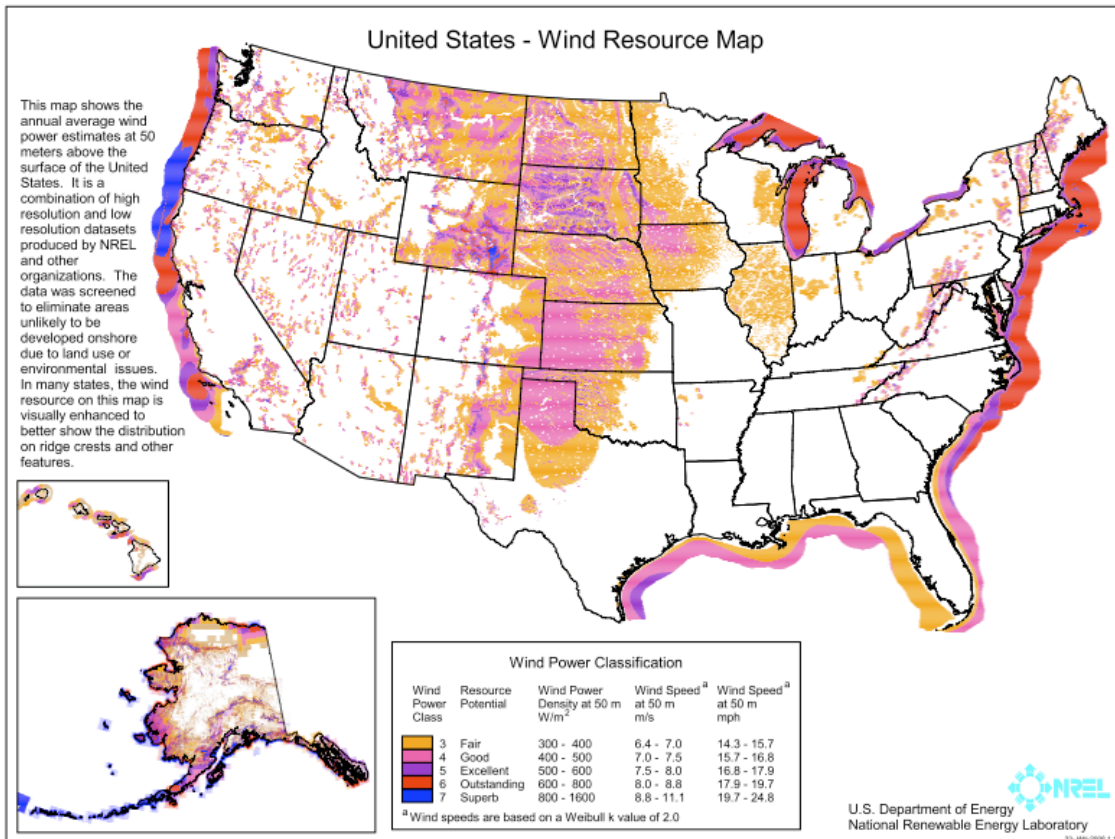 United States - Wind Resource Map
This map shows the
annual average wind
power estimates at 50
meters above the
surface of the United
States. It is a
combination of high
resolution and low
resolution datasets
produced by NREL
and other
organizations. The
data was screened
to eliminate areas
unlikely to be
developed onshore
due to land use or
environmental issues.
In many states, the wind
resource on this map is
visually enhanced to
better show the distribution
on ridge crests and other
features.
Wind Power Classification
Wind Resource Wind Power Wind Speed a Wind Speed a
Power Potential Density at 50 m at 50 m at 50 m
Class W/m2 m/s mph
3 Fair 300 - 400 6.4 - 7.0 14.3 - 15.7
4 Good 400 - 500 7.0 - 7.5 15.7 - 16.8
5 Excellent 500 - 600 7.5 - 8.0 16.8 - 17.9
6 Outstanding 600 - 800 8.0 - 8.8 17.9 - 19.7
7 Superb 800 - 1600 8.8 - 11.1 19.7 - 24.8
a Wind speeds are based on a Weibull k value of 2.0
NREL
U.S. Department of Energy
National Renewable Energy Laboratory